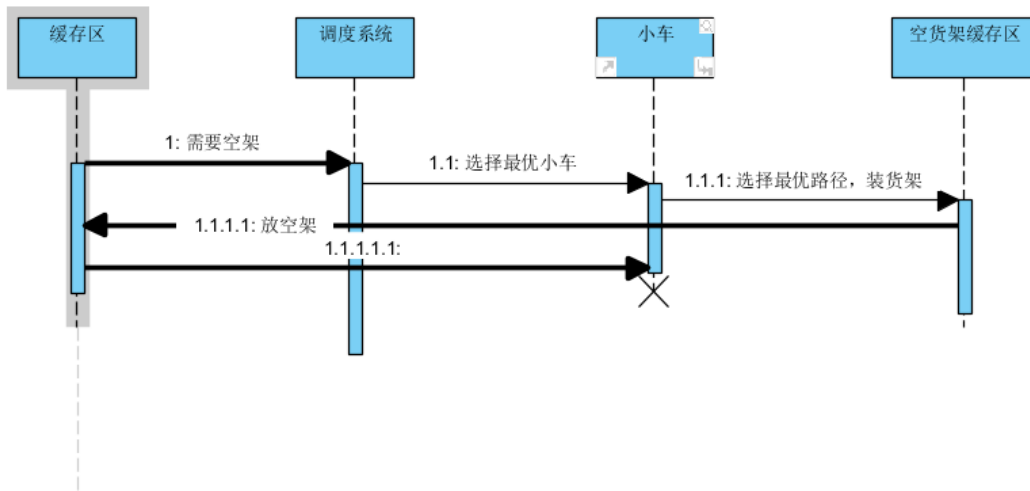 缓存区
调度系统
小车
空货架缓存区
1: 需要空架
1.1: 选择最优小车
1.1.1: 选择最优路径，装货架
1.1.1.1: 放空架
1.1.1.1.1: